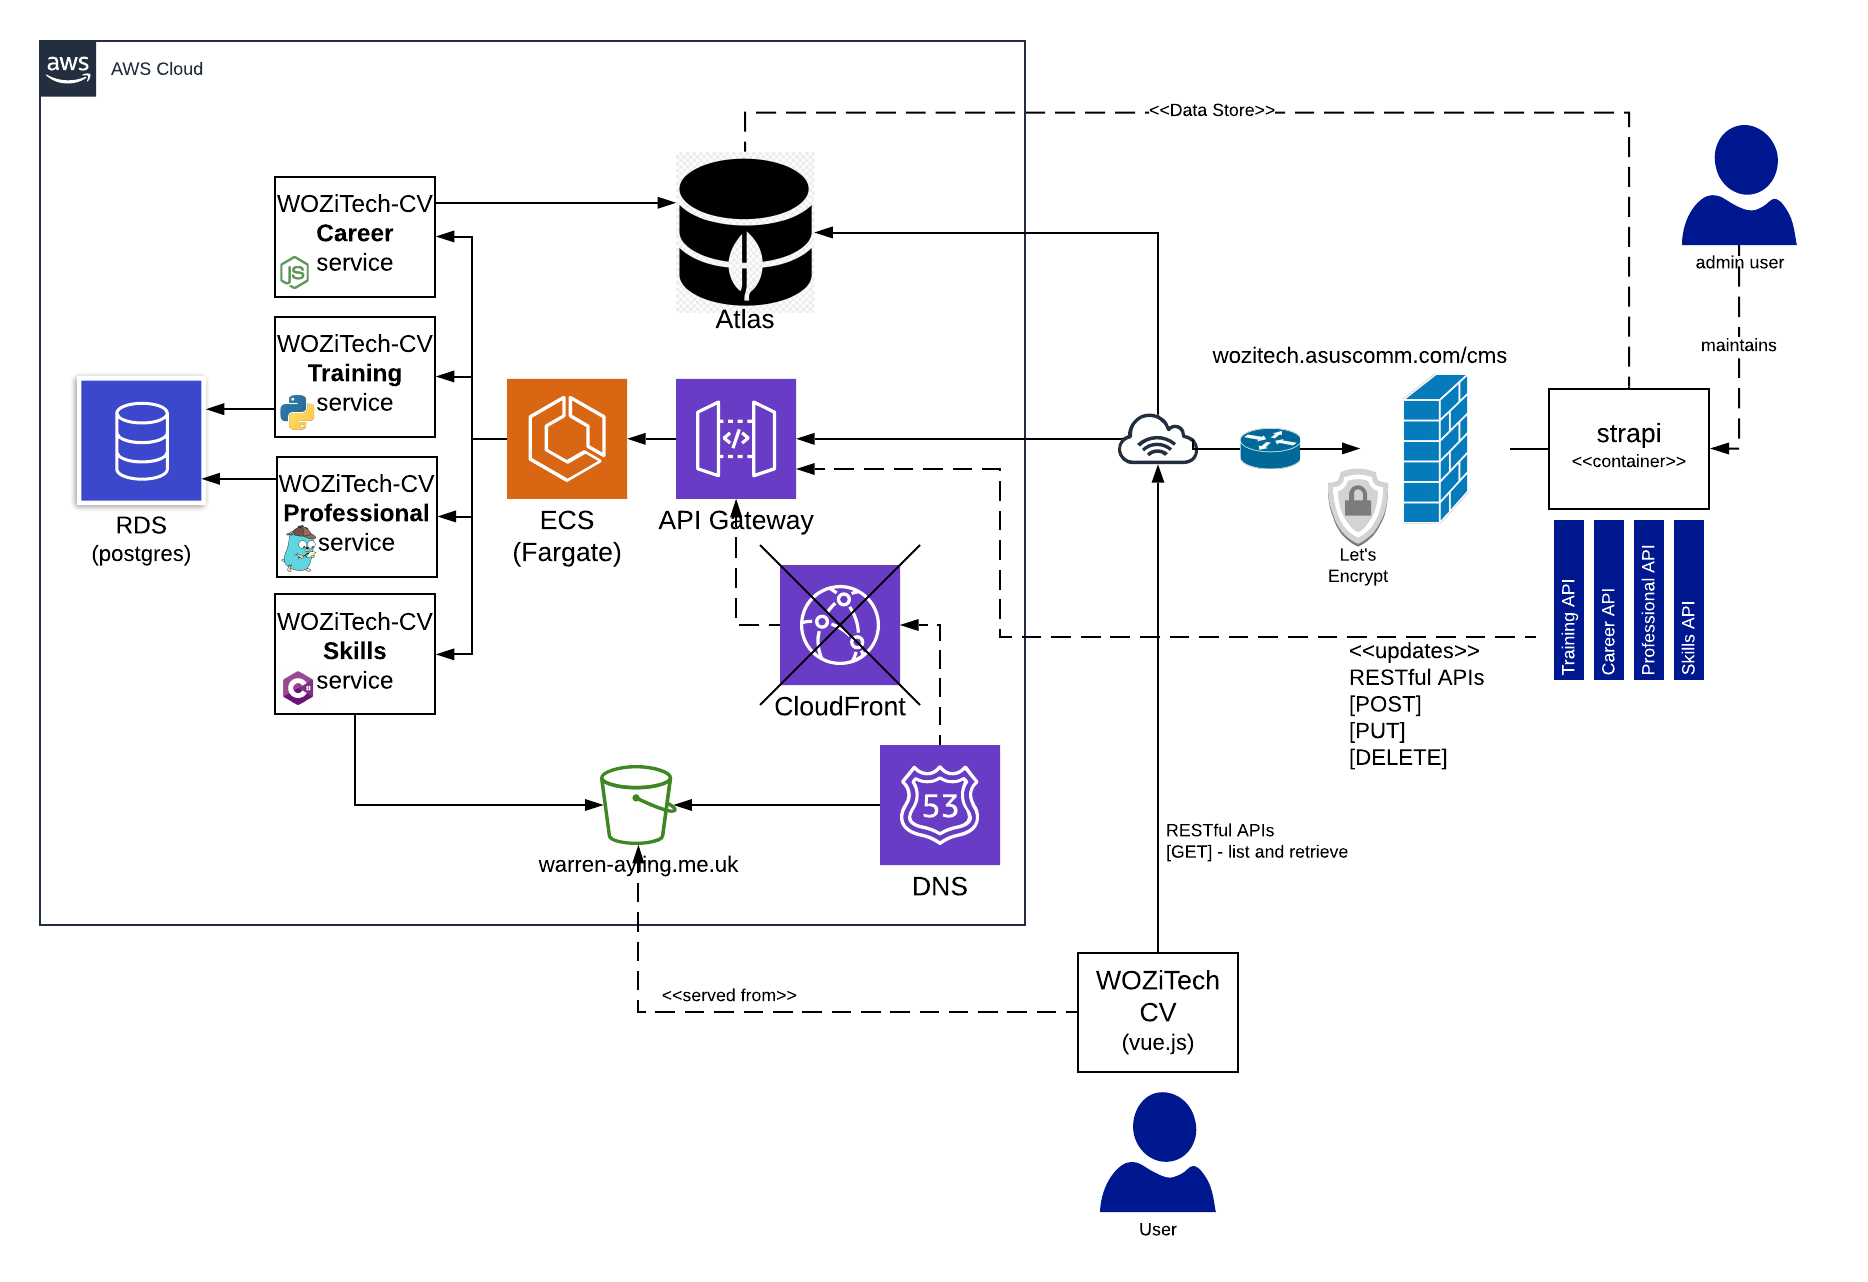 aws
AWS Cloud
<<Data Store>>
WOZiTech-CV
Career
service
JS
Atlas
admin user
maintains
WOZiTech-CV
Training
service
wozitech.asuscomm.com/cms
strapi
<<container>>
RDS
(postgres)
WOZiTech-CV
Professional
service
ECS
(Fargate)
</>
API Gateway
Let's
Encrypt
Training API
Career API
Professional API
Skills API
WOZiTech-CV
Skills
service
C#
CloudFront
<<updates>>
RESTful APIs
[POST]
[PUT]
[DELETE]
53
DNS
warren-ayling.me.uk
RESTful APIs
[GET] - list and retrieve
<<served from>>
WOZiTech
CV
(vue.js)
User